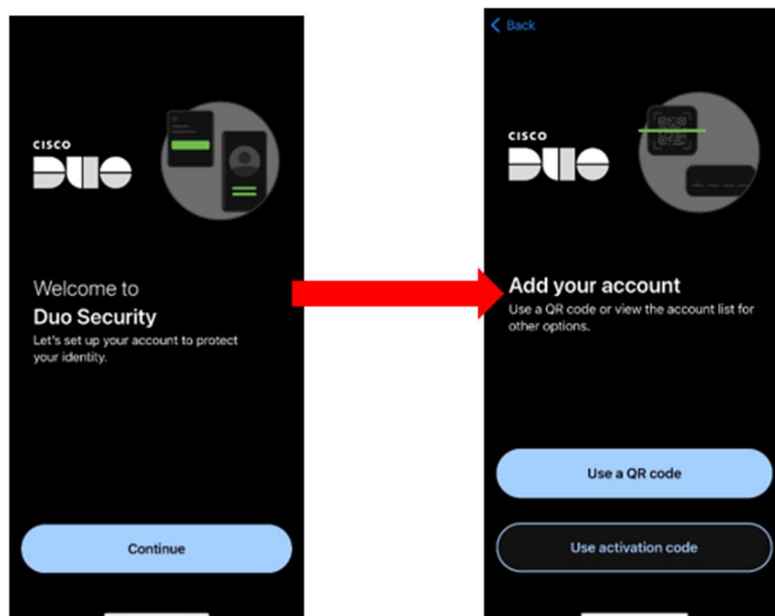 CISCO
DUO
Welcome to
Duo Security
Let's set up your account to protect
your identity.
Continue
Back
CISCO
DUO
Add your account
Use a QR code or view the account list for
other options.
Use a QR code
Use activation code